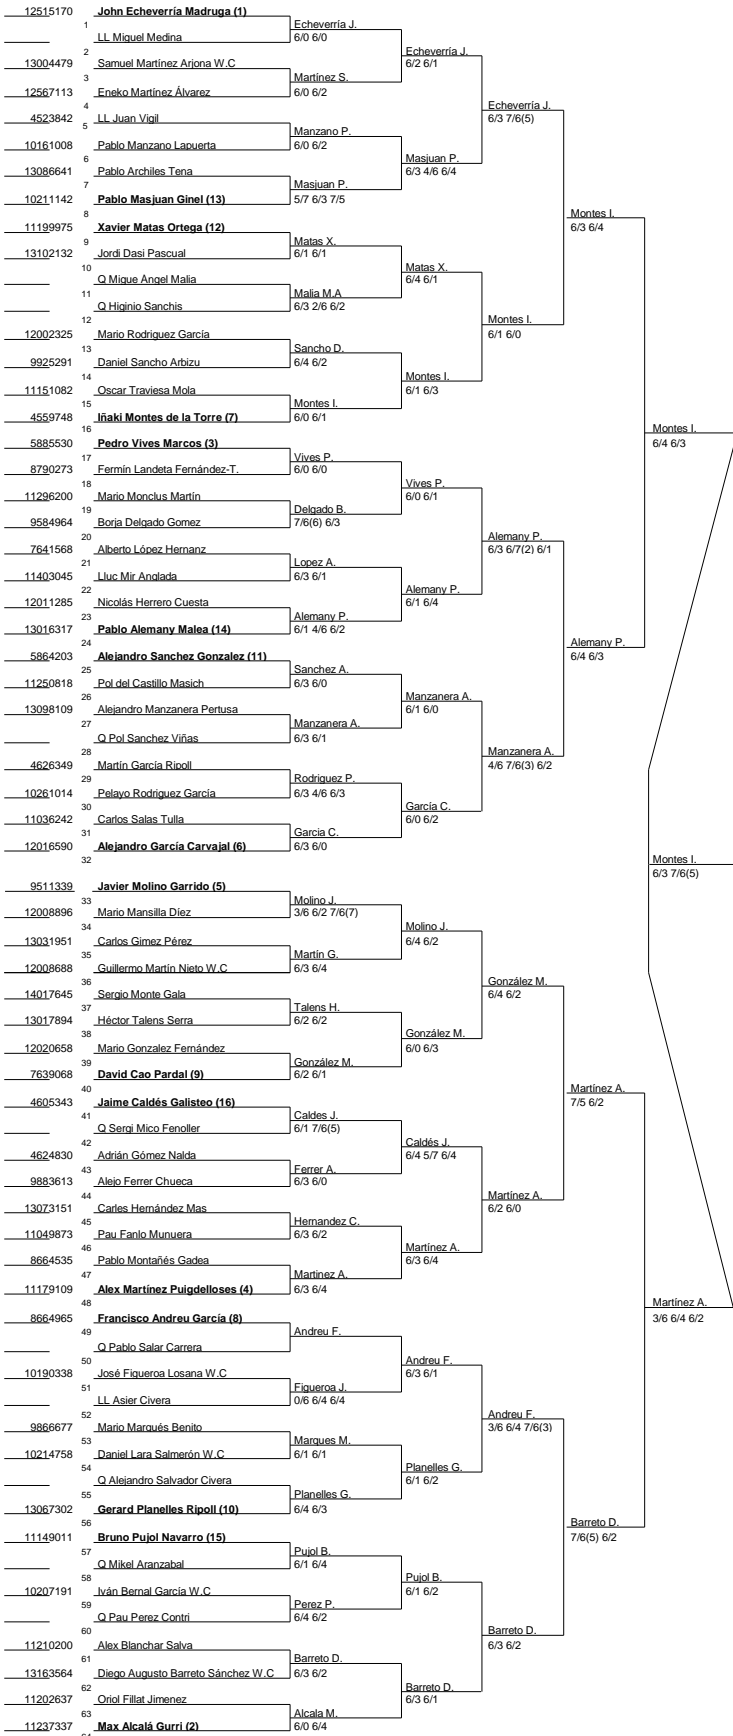 12515170 John Echeverría Madruga (1)
1 Echeverría J.
LL Miguel Medina 6/0 6/0
2 Echeverría J.
13004479 Samuel Martínez Arjona W.C 6/2 6/1
3 Martínez S.
12567113 Eneko Martínez Álvarez 6/0 6/2
4 Echeverría J.
4523842 LL Juan Vigil 6/3 7/6(5)
5 Manzano P.
10161008 Pablo Manzano Lapuerta 6/0 6/2
6 Masjuan P.
13086641 Pablo Archiles Tena 6/3 4/6 6/4
7 Masjuan P.
10211142 Pablo Masjuan Ginel (13) 5/7 6/3 7/5
8 Montes I.
11199975 Xavier Matas Ortega (12) 6/3 6/4
9 Matas X.
13102132 Jordi Dasi Pascual 6/1 6/1
10 Matas X.
Q Migue Angel Malia 6/4 6/1
11 Malia M.A
Q Higinio Sanchis 6/3 2/6 6/2
12 Montes I.
12002325 Mario Rodriguez García 6/1 6/0
13 Sancho D.
9925291 Daniel Sancho Arbizu 6/4 6/2
14 Montes I.
11151082 Oscar Traviesa Mola 6/1 6/3
15 Montes I.
4559748 Iñaki Montes de la Torre (7) 6/0 6/1
16 Montes I.
5885530 Pedro Vives Marcos (3) 6/4 6/3
17 Vives P.
8790273 Fermín Landeta Fernández-T. 6/0 6/0
18 Vives P.
11296200 Mario Monclus Martín 6/0 6/1
19 Delgado B.
9584964 Borja Delgado Gomez 7/6(6) 6/3
20 Alemany P.
7641568 Alberto López Hernanz 6/3 6/7(2) 6/1
21 Lopez A.
11403045 Lluc Mir Anglada 6/3 6/1
22 Alemany P.
12011285 Nicolás Herrero Cuesta 6/1 6/4
23 Alemany P.
13016317 Pablo Alemany Malea (14) 6/1 4/6 6/2
24 Alemany P.
5864203 Alejandro Sanchez Gonzalez (11) 6/4 6/3
25 Sanchez A.
11250818 Pol del Castillo Masich 6/3 6/0
26 Manzanera A.
13098109 Alejandro Manzanera Pertusa 6/1 6/0
27 Manzanera A.
Q Pol Sanchez Viñas 6/3 6/1
28 Manzanera A.
4626349 Martín García Ripoll 4/6 7/6(3) 6/2
29 Rodriguez P.
10261014 Pelayo Rodriguez García 6/3 4/6 6/3
30 García C.
11036242 Carlos Salas Tulla 6/0 6/2
31 Garcia C.
12016590 Alejandro García Carvajal (6) 6/3 6/0
32 Montes I.
6/3 7/6(5)
9511339 Javier Molino Garrido (5)
33 Molino J.
12008896 Mario Mansilla Díez 3/6 6/2 7/6(7)
34 Molino J.
13031951 Carlos Gimez Pérez 6/4 6/2
35 Martín G.
12008688 Guillermo Martín Nieto W.C 6/3 6/4
36 González M.
14017645 Sergio Monte Gala 6/4 6/2
37 Talens H.
13017894 Héctor Talens Serra 6/2 6/2
38 González M.
12020658 Mario Gonzalez Fernández 6/0 6/3
39 González M.
7639068 David Cao Pardal (9) 6/2 6/1
40 Martínez A.
4605343 Jaime Caldés Galisteo (16) 7/5 6/2
41 Caldes J.
Q Sergi Mico Fenoller 6/1 7/6(5)
42 Caldés J.
4624830 Adrián Gómez Nalda 6/4 5/7 6/4
43 Ferrer A.
9883613 Alejo Ferrer Chueca 6/3 6/0
44 Martínez A.
13073151 Carles Hernández Mas 6/2 6/0
45 Hernandez C.
11049873 Pau Fanlo Munuera 6/3 6/2
46 Martínez A.
8664535 Pablo Montañés Gadea 6/3 6/4
47 Martinez A.
11179109 Alex Martínez Puigdelloses (4) 6/3 6/4
48 Martínez A.
8664965 Francisco Andreu García (8) 3/6 6/4 6/2
49 Andreu F.
Q Pablo Salar Carrera
50 Andreu F.
10190338 José Figueroa Losana W.C 6/3 6/1
51 Figueroa J.
LL Asier Civera 0/6 6/4 6/4
52 Andreu F.
9866677 Mario Marqués Benito 3/6 6/4 7/6(3)
53 Marques M.
10214758 Daniel Lara Salmerón W.C 6/1 6/1
54 Planelles G.
Q Alejandro Salvador Civera 6/1 6/2
55 Planelles G.
13067302 Gerard Planelles Ripoll (10) 6/4 6/3
56 Barreto D.
11149011 Bruno Pujol Navarro (15) 7/6(5) 6/2
57 Pujol B.
Q Mikel Aranzabal 6/1 6/4
58 Pujol B.
10207191 Iván Bernal García W.C 6/1 6/2
59 Perez P.
Q Pau Perez Contri 6/4 6/2
60 Barreto D.
11210200 Alex Blanchar Salva 6/3 6/2
61 Barreto D.
13163564 Diego Augusto Barreto Sánchez W.C 6/3 6/2
62 Barreto D.
11202637 Oriol Fillat Jimenez 6/3 6/1
63 Alcala M.
11237337 Max Alcalá Gurri (2) 6/0 6/4